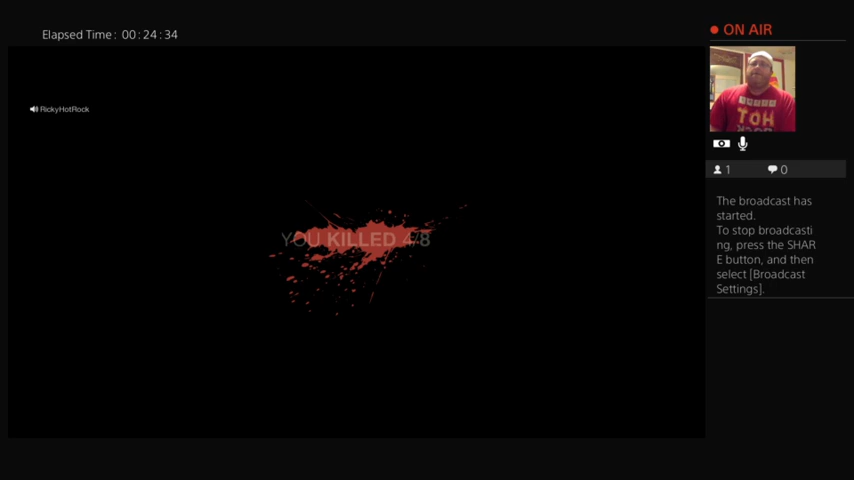 Elapsed Time: 00:24:34
ON AIR
RickyHotRock
1
0
YOU KILLED 4/8
The broadcast has
started.
To stop broadcasti
ng, press the SHAR
E button, and then
select [Broadcast
Settings].